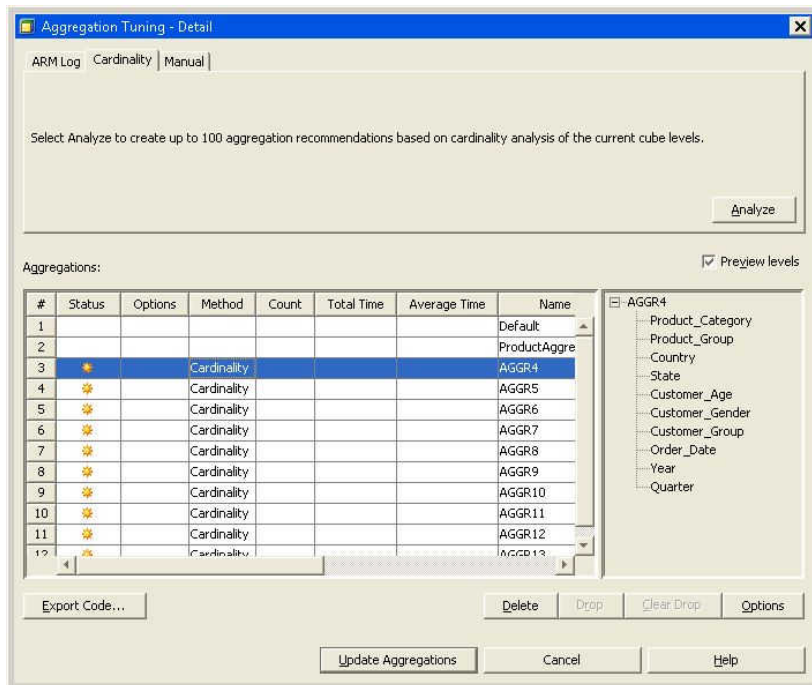 Aggregation Tuning - Detail
ARM Log Cardinality Manual
Select Analyze to create up to 100 aggregation recommendations based on cardinality analysis of the current cube levels.
Analyze
Aggregations:
Preview levels
# Status Options Method Count Total Time Average Time Name
1 Default
2 ProductAggre
3 Cardinality AGGR4
4 Cardinality AGGR5
5 Cardinality AGGR6
6 Cardinality AGGR7
7 Cardinality AGGR8
8 Cardinality AGGR9
9 Cardinality AGGR10
10 Cardinality AGGR11
11 Cardinality AGGR12
12 Cardinality AGGR13
AGGR4
Product_Category
Product_Group
Country
State
Customer_Age
Customer_Gender
Customer_Group
Order_Date
Year
Quarter
Export Code... Delete Drop Clear Drop Options
Update Aggregations Cancel Help